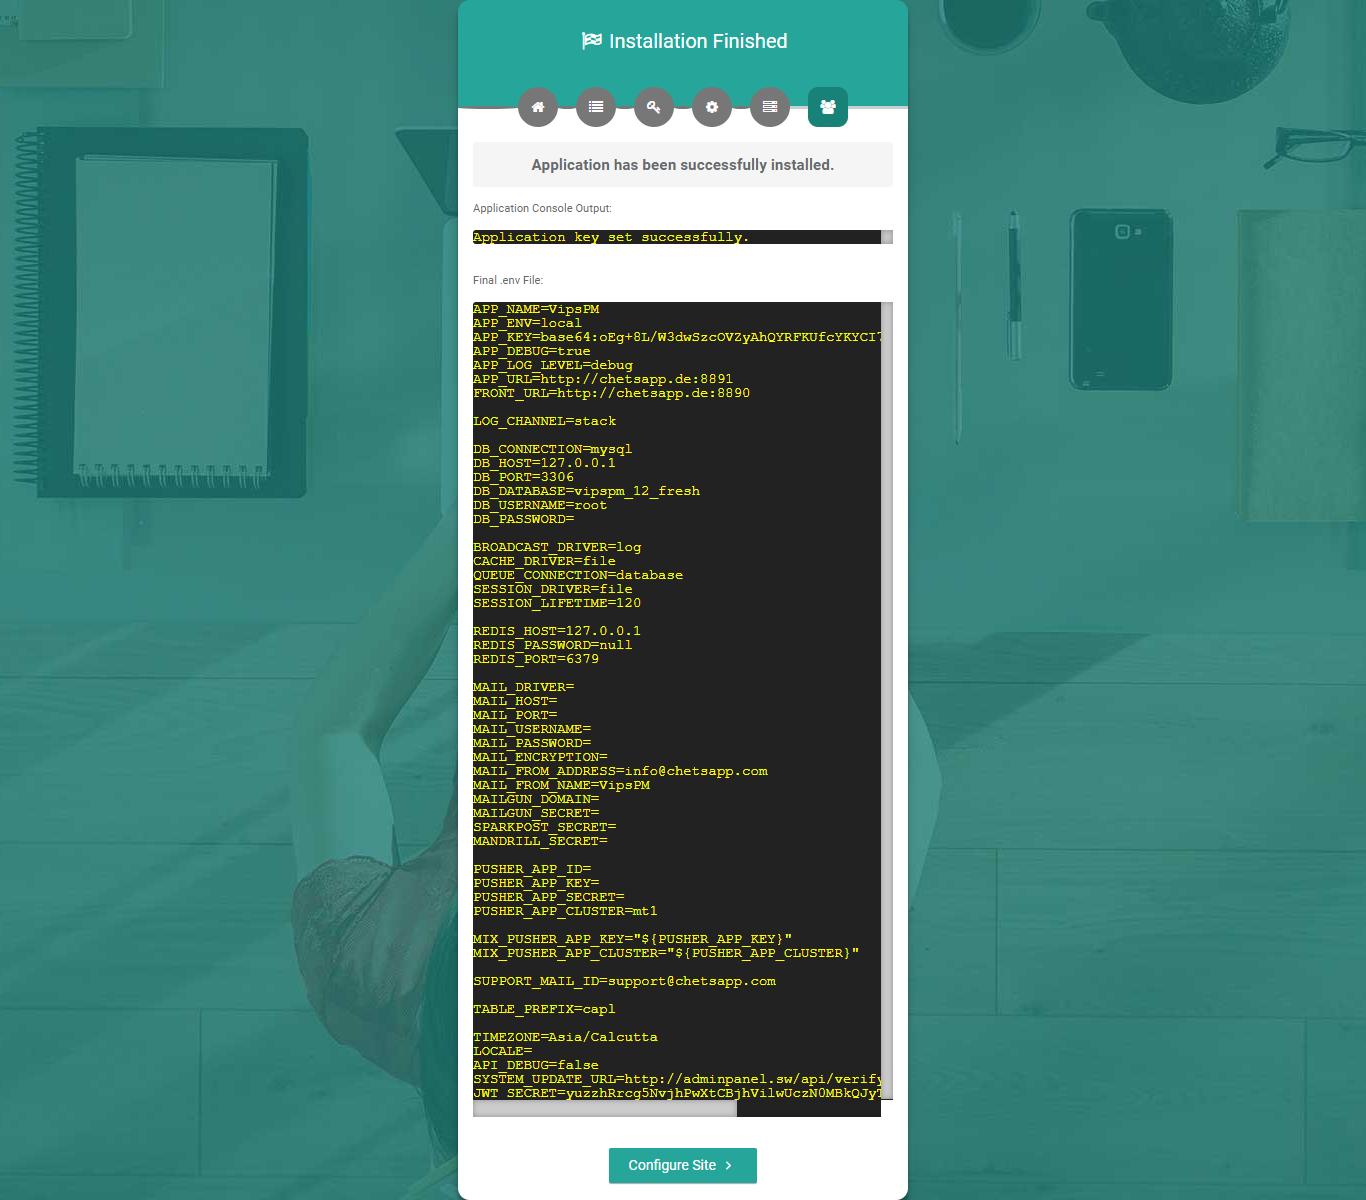 Installation Finished
Application has been successfully installed.
Application Console Output:
Application key set successfully.
Final .env File:
APP_NAME=VipsPM
APP_ENV=local
APP_KEY=base64:oEg+8L/W3dwSzcOVZyAhQYRFKUfcYKYCI7
APP_DEBUG=true
APP_LOG_LEVEL=debug
APP_URL=http://chetsapp.de:8891
FRONT_URL=http://chetsapp.de:8890
LOG_CHANNEL=stack
DB_CONNECTION=mysql
DB_HOST=127.0.0.1
DB_PORT=3306
DB_DATABASE=vipspm_12_fresh
DB_USERNAME=root
DB_PASSWORD=
BROADCAST_DRIVER=log
CACHE_DRIVER=file
QUEUE_CONNECTION=database
SESSION_DRIVER=file
SESSION_LIFETIME=120
REDIS_HOST=127.0.0.1
REDIS_PASSWORD=null
REDIS_PORT=6379
MAIL_DRIVER=
MAIL_HOST=
MAIL_PORT=
MAIL_USERNAME=
MAIL_PASSWORD=
MAIL_ENCRYPTION=
MAIL_FROM_ADDRESS=info@chetsapp.com
MAIL_FROM_NAME=VipsPM
MAILGUN_DOMAIN=
MAILGUN_SECRET=
SPARKPOST_SECRET=
MANDRILL_SECRET=
PUSHER_APP_ID=
PUSHER_APP_KEY=
PUSHER_APP_SECRET=
PUSHER_APP_CLUSTER=mt1
MIX_PUSHER_APP_KEY="${PUSHER_APP_KEY}"
MIX_PUSHER_APP_CLUSTER="${PUSHER_APP_CLUSTER}"
SUPPORT_MAIL_ID=support@chetsapp.com
TABLE_PREFIX=capl
TIMEZONE=Asia/Calcutta
LOCALE=
API_DEBUG=false
SYSTEM_UPDATE_URL=http://adminpanel.sw/api/verify
JWT_SECRET=yuzzhRrcg5NvjhPwXtCBjhVilwUczN0MBkQJyT
Configure Site